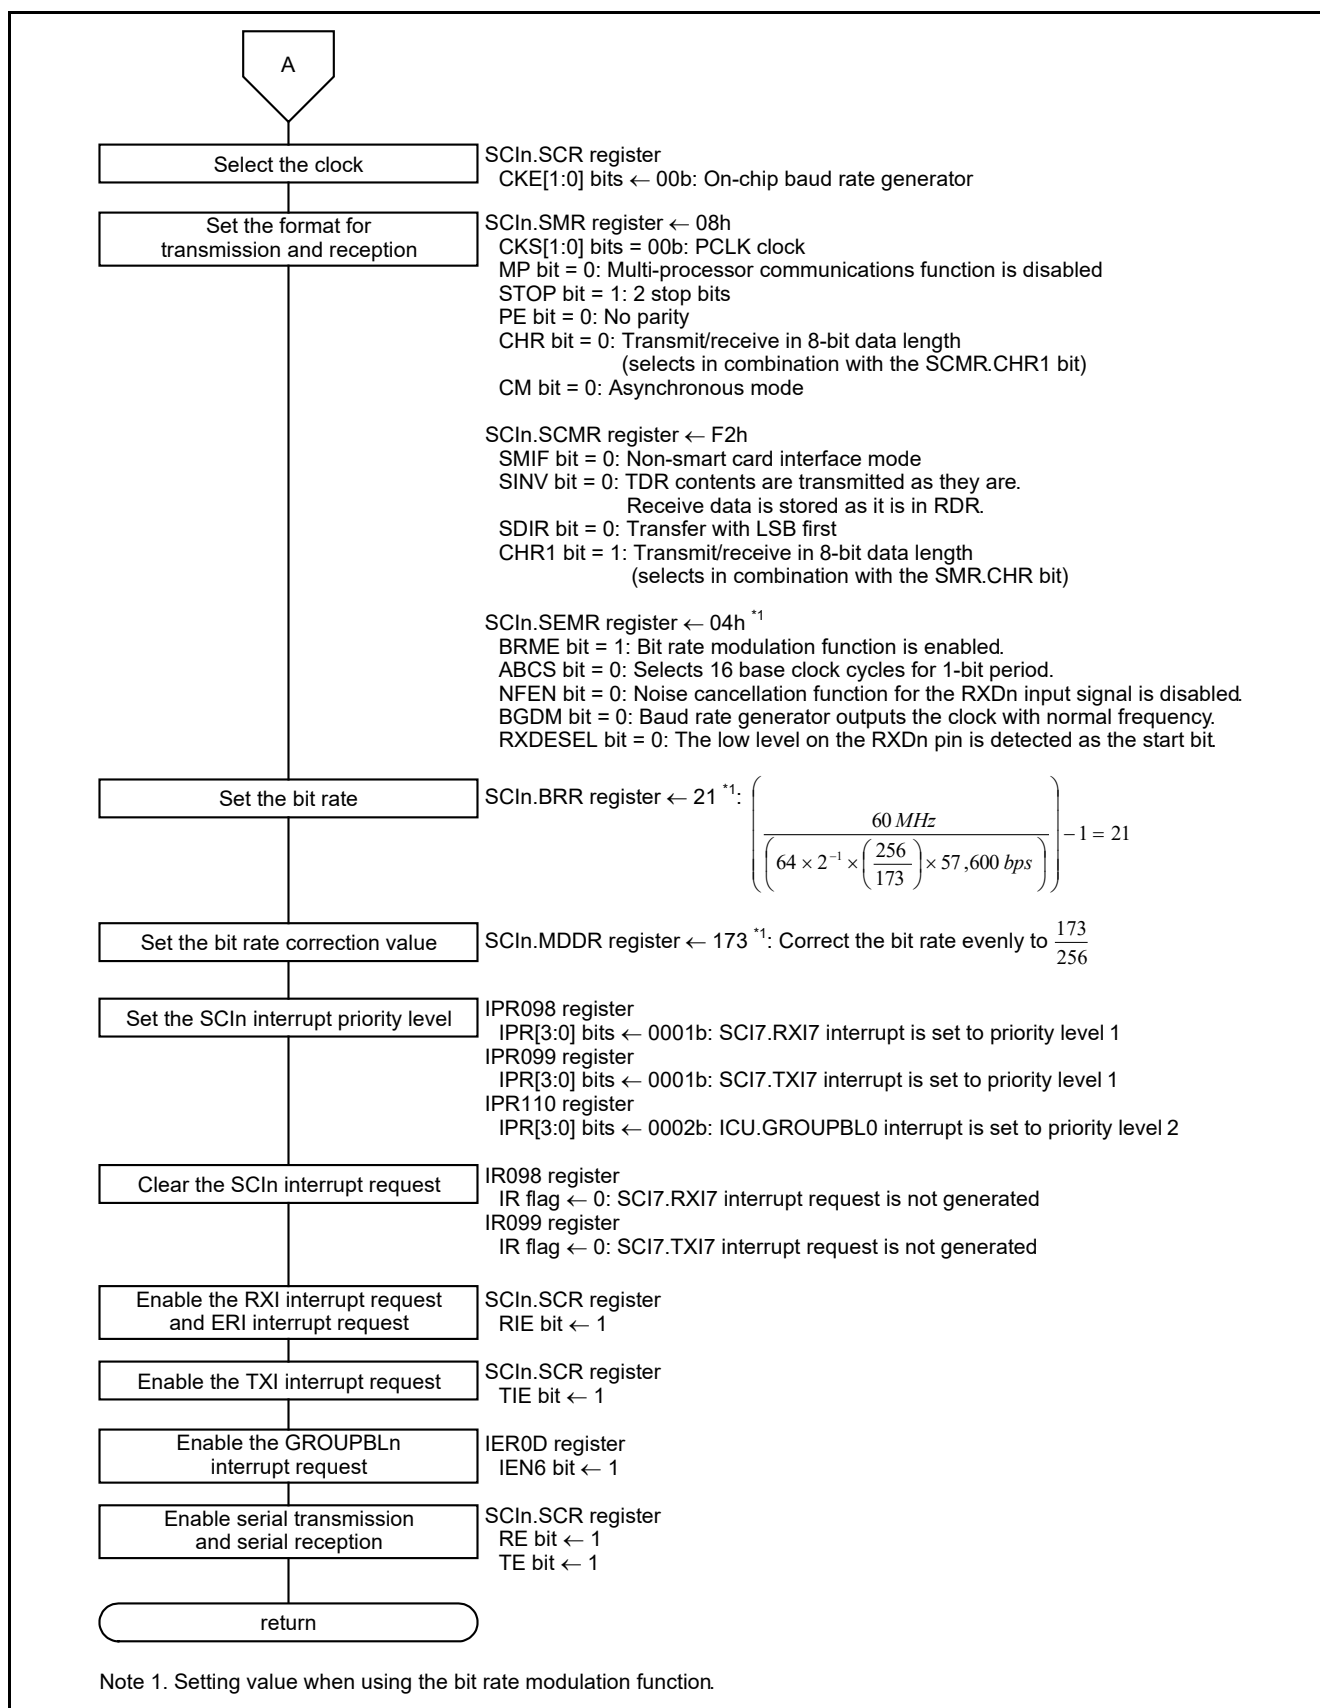 A
Select the clock
SCIn.SCR register
CKE[1:0] bits ← 00b: On-chip baud rate generator
Set the format for
transmission and reception
SCIn.SMR register ← 08h
CKS[1:0] bits = 00b: PCLK clock
MP bit = 0: Multi-processor communications function is disabled
STOP bit = 1: 2 stop bits
PE bit = 0: No parity
CHR bit = 0: Transmit/receive in 8-bit data length
(selects in combination with the SCMR.CHR1 bit)
CM bit = 0: Asynchronous mode
SCIn.SCMR register ← F2h
SMIF bit = 0: Non-smart card interface mode
SINV bit = 0: TDR contents are transmitted as they are.
Receive data is stored as it is in RDR.
SDIR bit = 0: Transfer with LSB first
CHR1 bit = 1: Transmit/receive in 8-bit data length
(selects in combination with the SMR.CHR bit)
SCIn.SEMR register ← 04h *1
BRME bit = 1: Bit rate modulation function is enabled.
ABCS bit = 0: Selects 16 base clock cycles for 1-bit period.
NFEN bit = 0: Noise cancellation function for the RXDn input signal is disabled.
BGDM bit = 0: Baud rate generator outputs the clock with normal frequency.
RXDESEL bit = 0: The low level on the RXDn pin is detected as the start bit.
Set the bit rate
SCIn.BRR register ← 21 *1: (60 MHz / (64 × 2⁻¹ × (256/173) × 57,600 bps)) − 1 = 21
Set the bit rate correction value
SCIn.MDDR register ← 173 *1: Correct the bit rate evenly to 173/256
Set the SCIn interrupt priority level
IPR098 register
IPR[3:0] bits ← 0001b: SCI7.RXI7 interrupt is set to priority level 1
IPR099 register
IPR[3:0] bits ← 0001b: SCI7.TXI7 interrupt is set to priority level 1
IPR110 register
IPR[3:0] bits ← 0002b: ICU.GROUPBL0 interrupt is set to priority level 2
Clear the SCIn interrupt request
IR098 register
IR flag ← 0: SCI7.RXI7 interrupt request is not generated
IR099 register
IR flag ← 0: SCI7.TXI7 interrupt request is not generated
Enable the RXI interrupt request
and ERI interrupt request
SCIn.SCR register
RIE bit ← 1
Enable the TXI interrupt request
SCIn.SCR register
TIE bit ← 1
Enable the GROUPBLn
interrupt request
IER0D register
IEN6 bit ← 1
Enable serial transmission
and serial reception
SCIn.SCR register
RE bit ← 1
TE bit ← 1
return
Note 1. Setting value when using the bit rate modulation function.